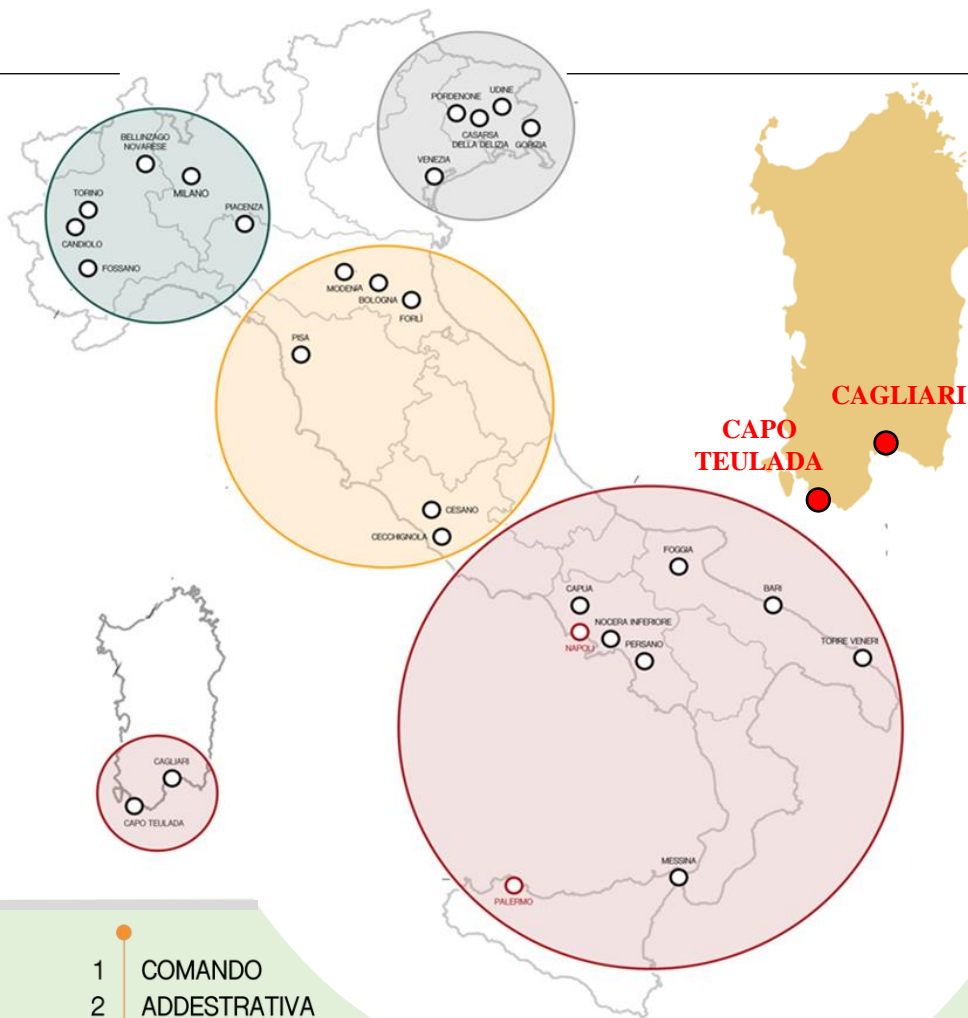 UDINE
PORDENONE
CASARSA
DELLA DELIZIA
GORIZIA
VENEZIA
BELLINZAGO
NOVARESE
MILANO
TORINO
PIACENZA
CANDIOLO
FOSSANO
MODENA
BOLOGNA
FORLÌ
PISA
CAGLIARI
CAPO
TEULADA
CESANO
CECCHIGNOLA
FOGGIA
CAPUA
BARI
NOCERA INFERIORE
NAPOLI
PERSANO
TORRE VENERI
CAGLIARI
CAPO TEULADA
MESSINA
PALERMO
1 COMANDO
2 ADDESTRATIVA